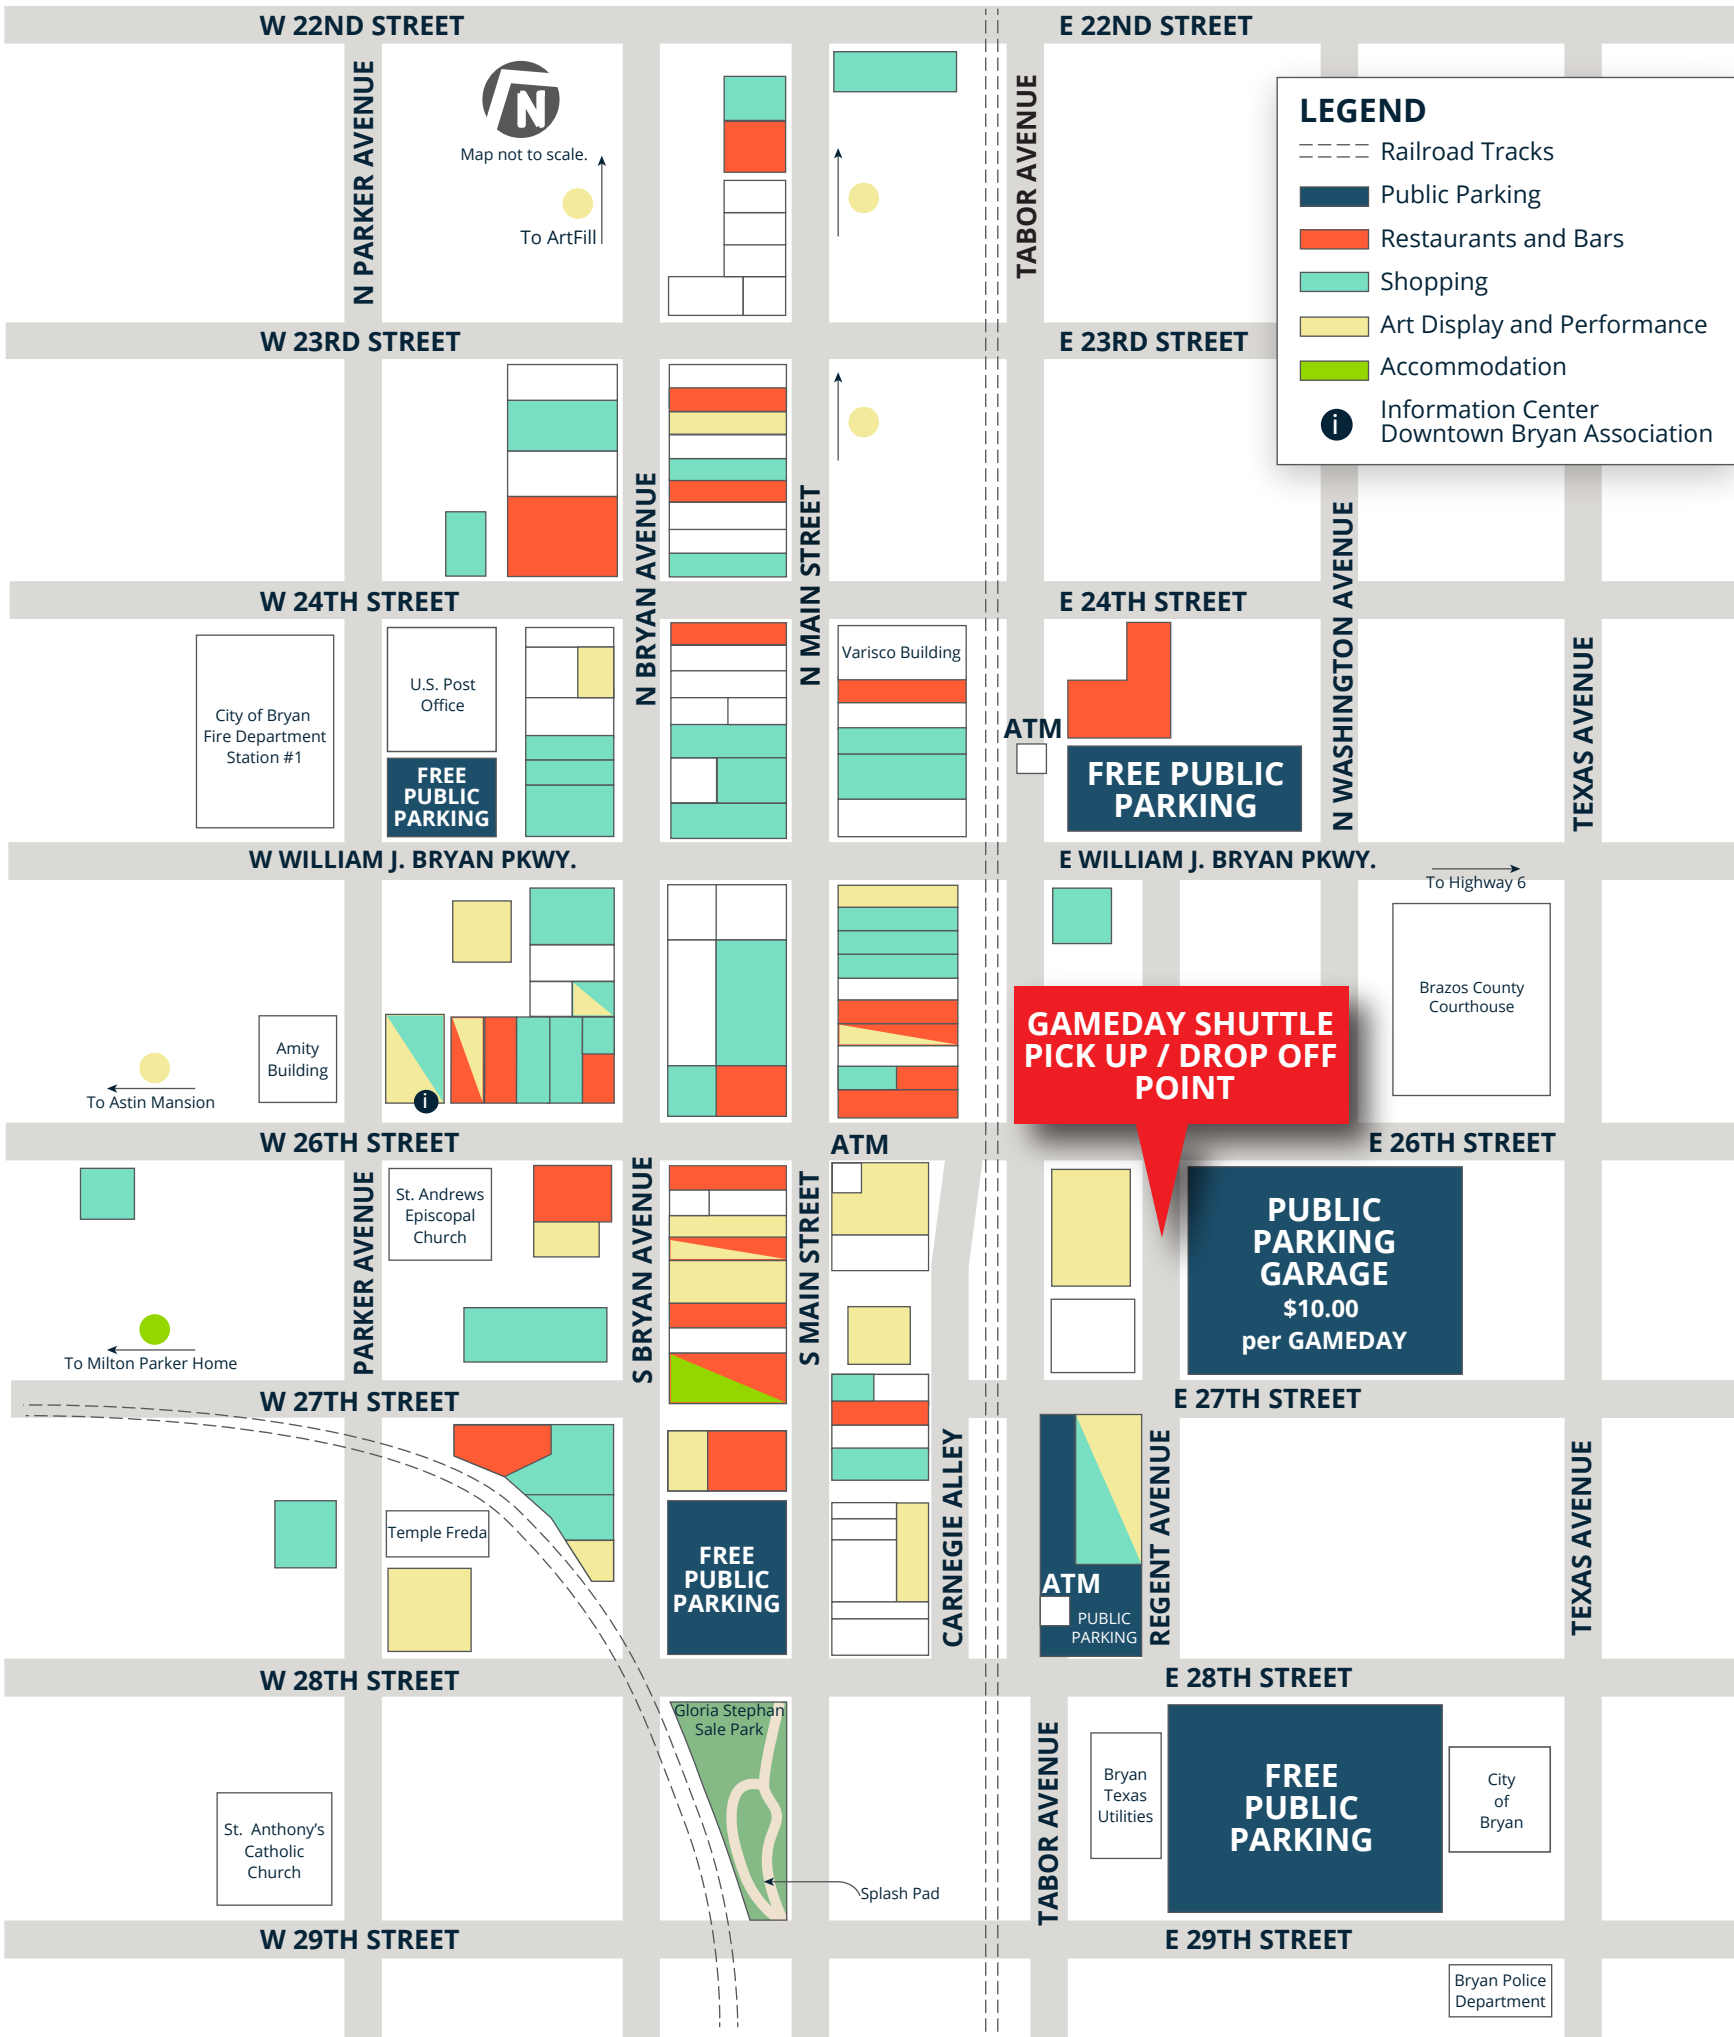 W 22ND STREET
E 22ND STREET
N PARKER AVENUE
N
Map not to scale.
To ArtFill
TABOR AVENUE
LEGEND
Railroad Tracks
Public Parking
Restaurants and Bars
Shopping
Art Display and Performance
Accommodation
i
Information Center
Downtown Bryan Association
W 23RD STREET
E 23RD STREET
N BRYAN AVENUE
N MAIN STREET
N WASHINGTON AVENUE
W 24TH STREET
E 24TH STREET
TEXAS AVENUE
City of Bryan
Fire Department
Station #1
U.S. Post
Office
FREE
PUBLIC
PARKING
Varisco Building
ATM
FREE PUBLIC
PARKING
W WILLIAM J. BRYAN PKWY.
E WILLIAM J. BRYAN PKWY.
To Highway 6
Brazos County
Courthouse
GAMEDAY SHUTTLE
PICK UP / DROP OFF
POINT
Amity
Building
To Astin Mansion
i
W 26TH STREET
ATM
E 26TH STREET
PARKER AVENUE
St. Andrews
Episcopal
Church
S BRYAN AVENUE
S MAIN STREET
PUBLIC
PARKING
GARAGE
$10.00
per GAMEDAY
To Milton Parker Home
W 27TH STREET
E 27TH STREET
Temple Freda
FREE
PUBLIC
PARKING
CARNEGIE ALLEY
ATM
PUBLIC
PARKING
REGENT AVENUE
TEXAS AVENUE
W 28TH STREET
E 28TH STREET
Gloria Stephan
Sale Park
TABOR AVENUE
Bryan
Texas
Utilities
FREE
PUBLIC
PARKING
City
of
Bryan
St. Anthony's
Catholic
Church
Splash Pad
W 29TH STREET
E 29TH STREET
Bryan Police
Department